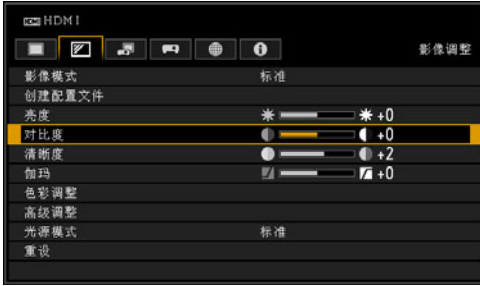 HDMI
影像调整
影像模式 标准
创建配置文件
亮度 +0
对比度 +0
清晰度 +2
伽玛 +0
色彩调整
高级调整
光源模式 标准
重设